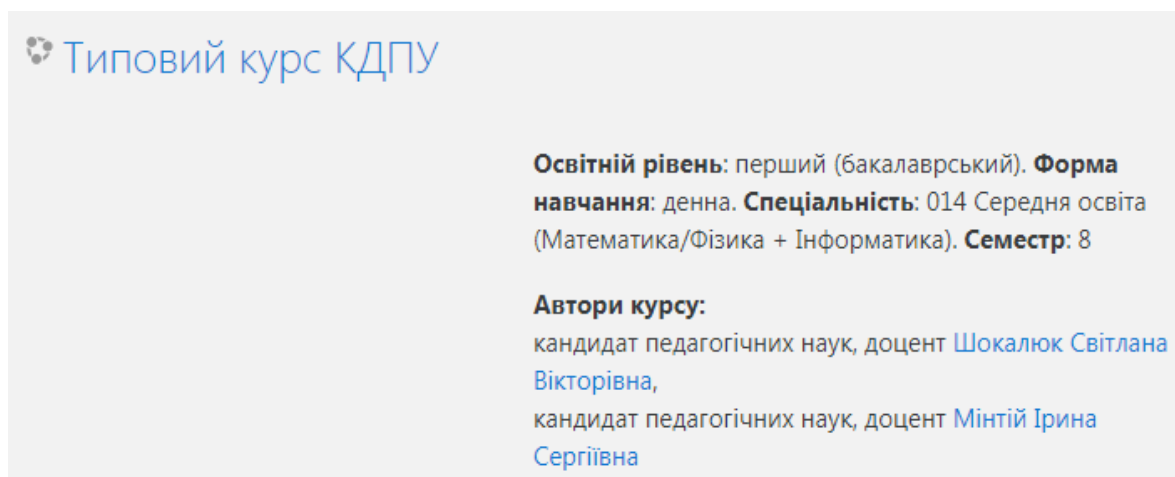 Типовий курс КДПУ
Освітній рівень: перший (бакалаврський). Форма
навчання: денна. Спеціальність: 014 Середня освіта
(Математика/Фізика + Інформатика). Семестр: 8
Автори курсу:
кандидат педагогічних наук, доцент Шокалюк Світлана
Вікторівна,
кандидат педагогічних наук, доцент Мінтій Ірина
Сергіївна